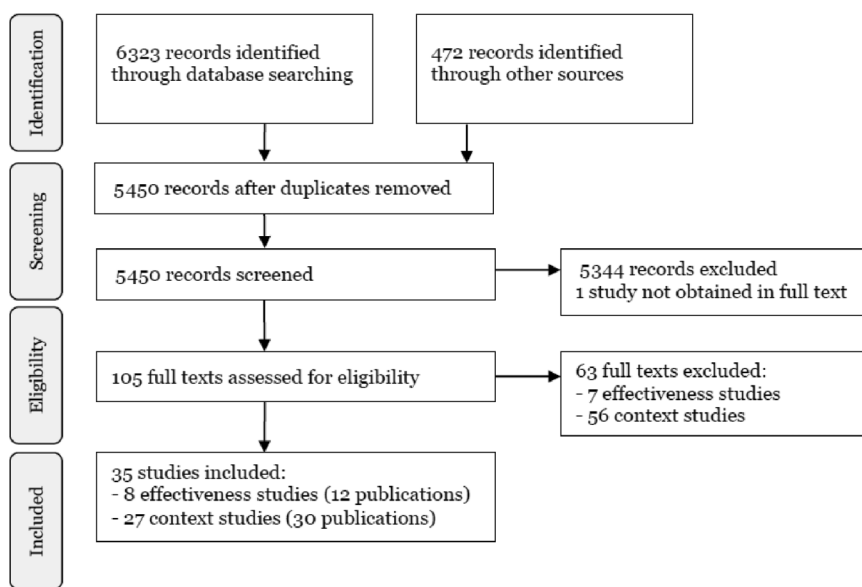 Identification
6323 records identified
through database searching
472 records identified
through other sources
Screening
5450 records after duplicates removed
5450 records screened
5344 records excluded
1 study not obtained in full text
Eligibility
105 full texts assessed for eligibility
63 full texts excluded:
- 7 effectiveness studies
- 56 context studies
Included
35 studies included:
- 8 effectiveness studies (12 publications)
- 27 context studies (30 publications)